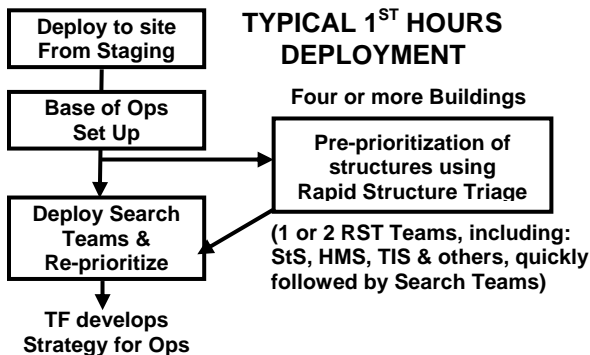 TYPICAL 1ST HOURS
DEPLOYMENT
Deploy to site
From Staging
Base of Ops
Set Up
Four or more Buildings
Pre-prioritization of
structures using
Rapid Structure Triage
(1 or 2 RST Teams, including:
StS, HMS, TIS & others, quickly
followed by Search Teams)
Deploy Search
Teams &
Re-prioritize
TF develops
Strategy for Ops